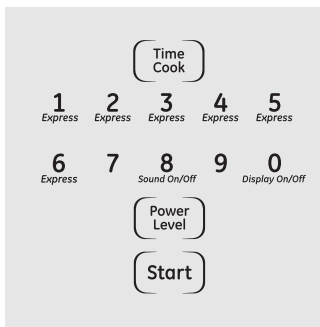 Time
Cook
1 2 3 4 5
Express Express Express Express Express
6 7 8 9 0
Express Sound On/Off Display On/Off
Power
Level
Start